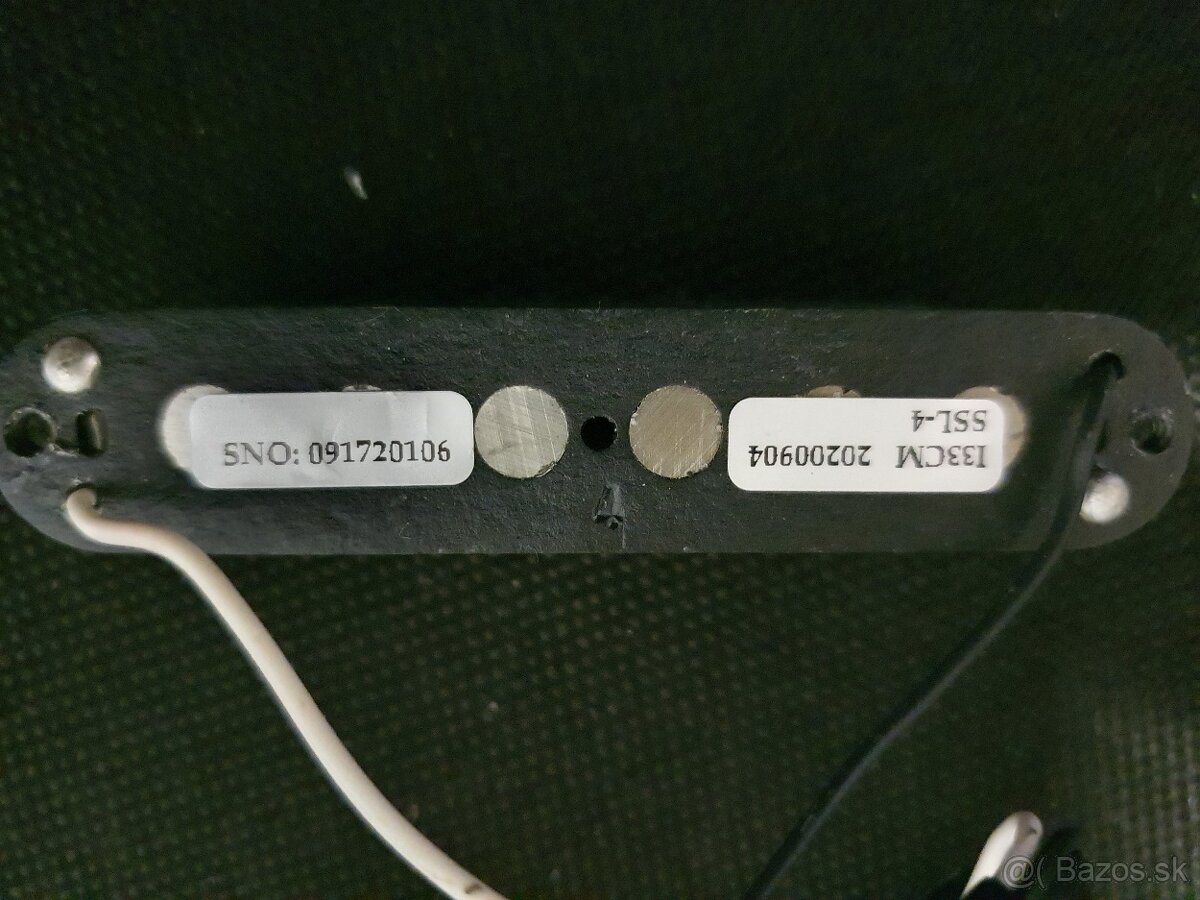 SNO: 091720106
I33CM 20200904
SSL-4
@( Bazos.sk